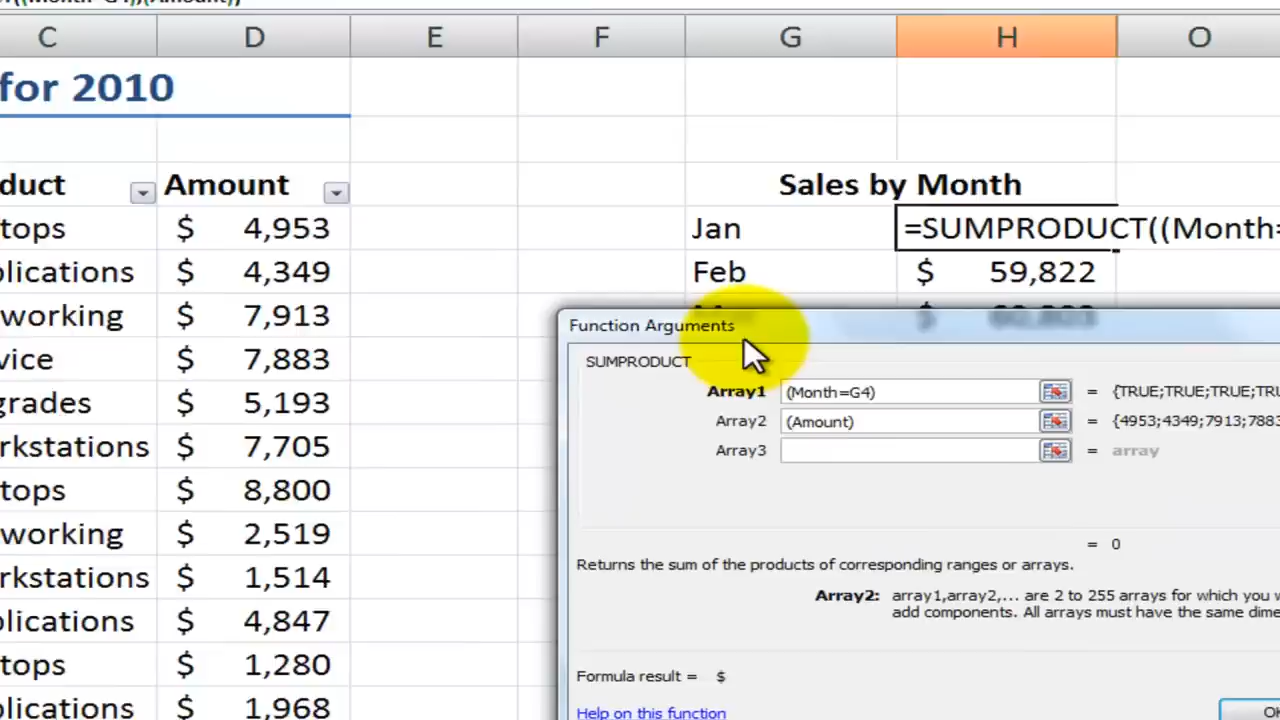 C D E F G H O
for 2010
duct Amount Sales by Month
tops $ 4,953 Jan =SUMPRODUCT((Month=
plications $ 4,349 Feb $ 59,822
working $ 7,913
vice $ 7,883
grades $ 5,193
rkstations $ 7,705
tops $ 8,800
working $ 2,519
rkstations $ 1,514
plications $ 4,847
tops $ 1,280
plications $ 1,968
Function Arguments
SUMPRODUCT
Array1 (Month=G4) = {TRUE;TRUE;TRUE;TRU
Array2 (Amount) = {4953;4349;7913;7883
Array3 = array
= 0
Returns the sum of the products of corresponding ranges or arrays.
Array2: array1,array2,... are 2 to 255 arrays for which you w
add components. All arrays must have the same dime
Formula result = $
Help on this function